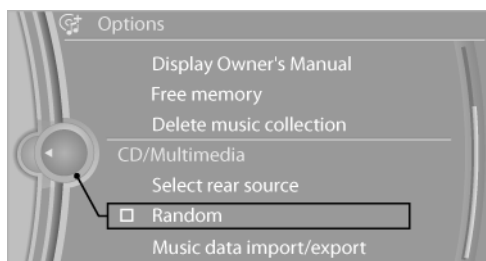 Options
Display Owner's Manual
Free memory
Delete music collection
CD/Multimedia
Select rear source
Random
Music data import/export